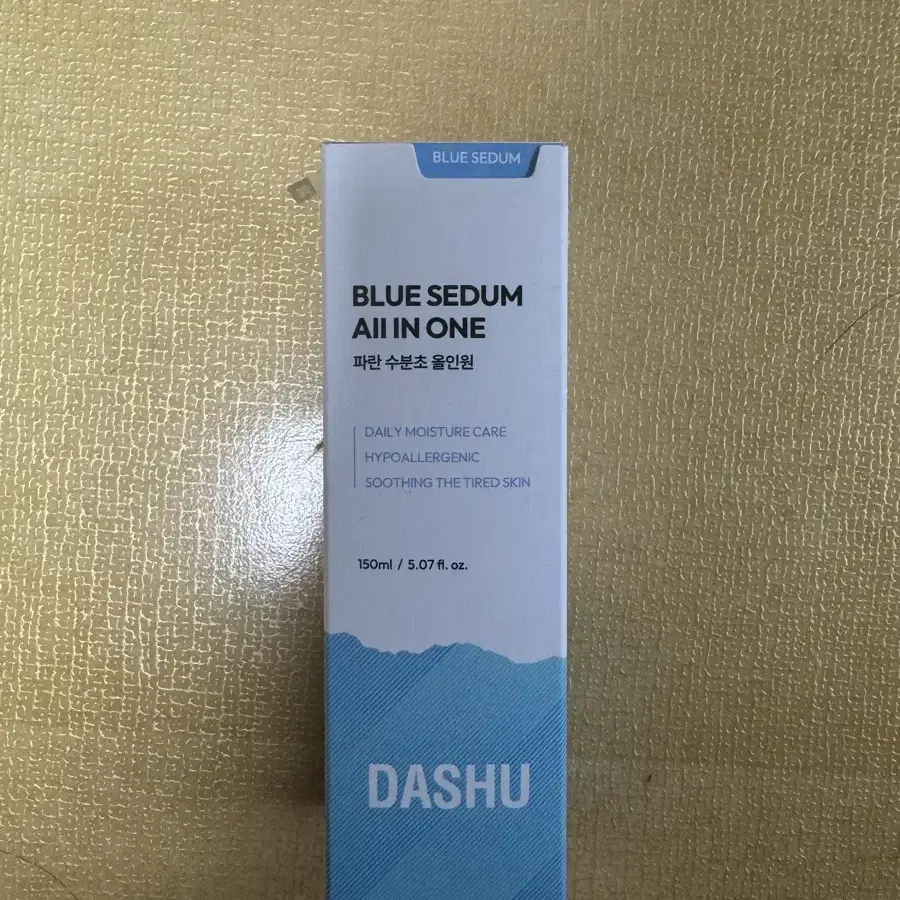 BLUE SEDUM
BLUE SEDUM
All IN ONE
파란 수분초 올인원
DAILY MOISTURE CARE
HYPOALLERGENIC
SOOTHING THE TIRED SKIN
150ml / 5.07 fl. oz.
DASHU